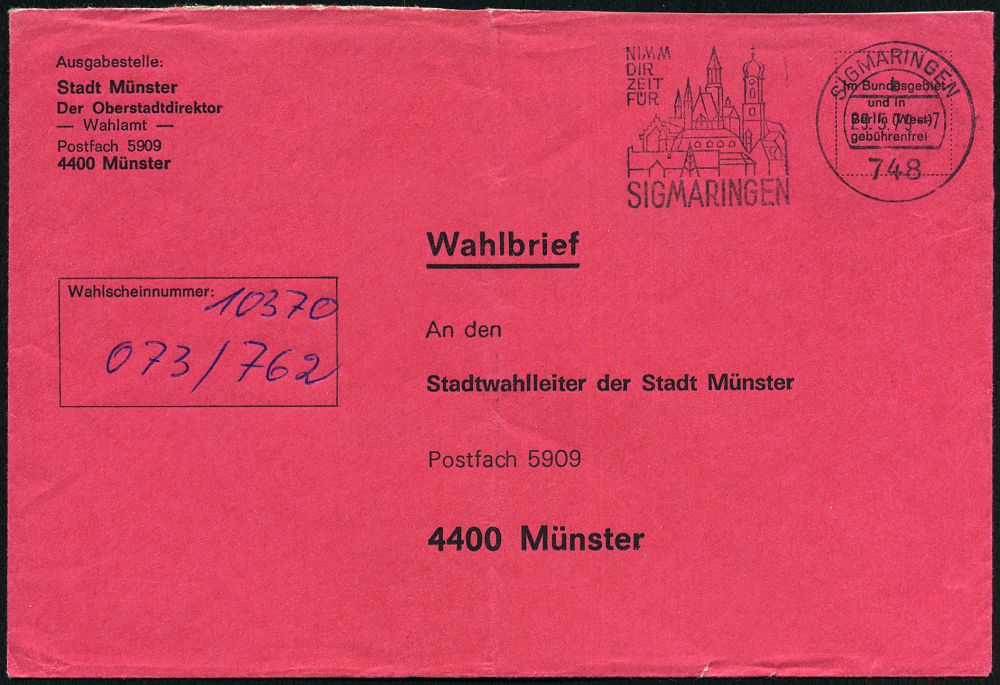 Ausgabestelle:
Stadt Münster
Der Oberstadtdirektor
— Wahlamt —
Postfach 5909
4400 Münster
NIMM
DIR
ZEIT
FÜR
SIGMARINGEN
SIGMARINGEN
Im Bundesgebiet
und in
Berlin (West)
gebührenfrei
748
Wahlbrief
Wahlscheinnummer:
10370
073/762
An den
Stadtwahlleiter der Stadt Münster
Postfach 5909
4400 Münster